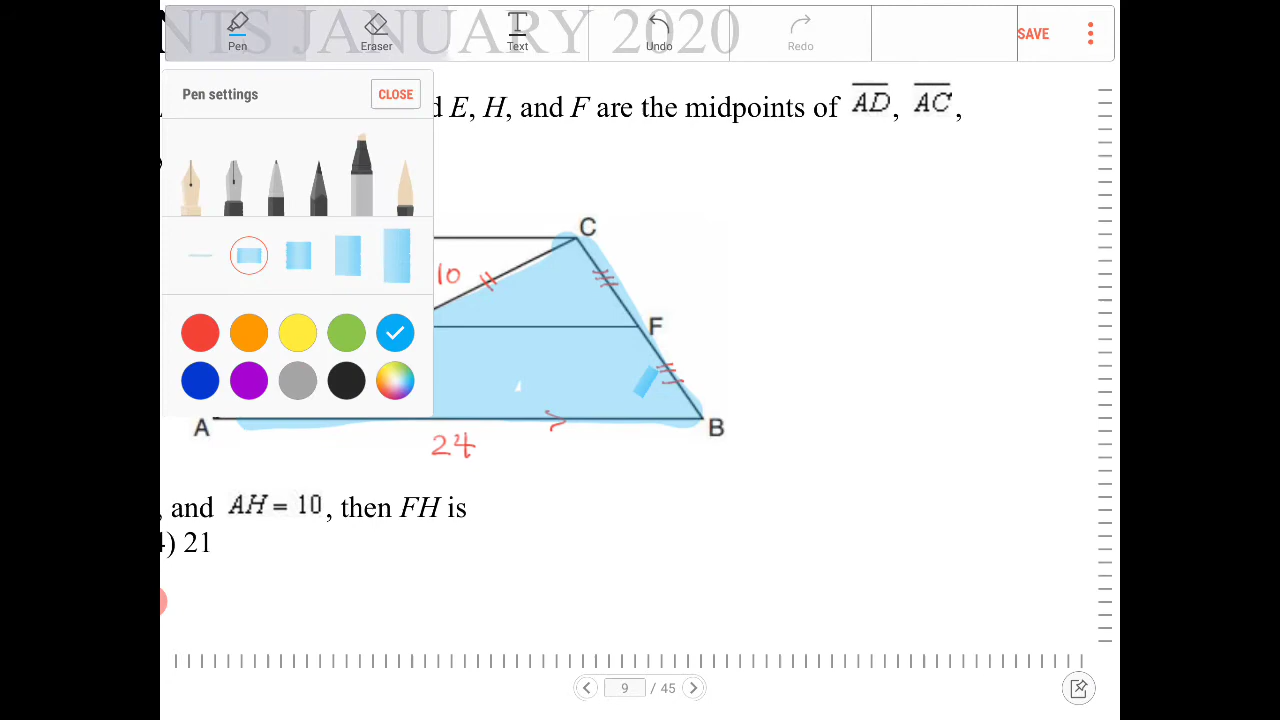 NTS JANUARY 2020
Pen
Eraser
Text
Undo
Redo
SAVE
Pen settings
CLOSE
d E, H, and F are the midpoints of AD, AC,
C
10
F
A
B
24
, and AH = 10, then FH is
4) 21
9 / 45